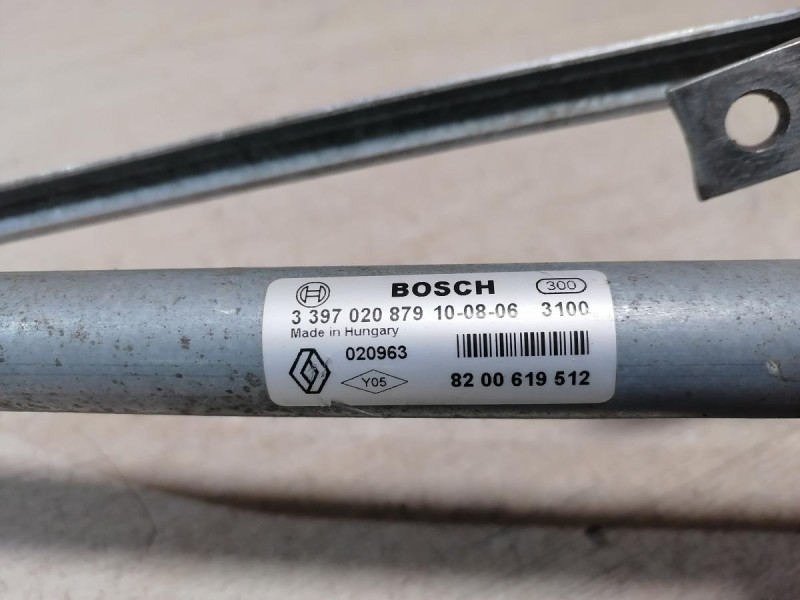 BOSCH 300
3 397 020 879 10-08-06 3100
Made in Hungary
020963
Y05 82 00 619 512